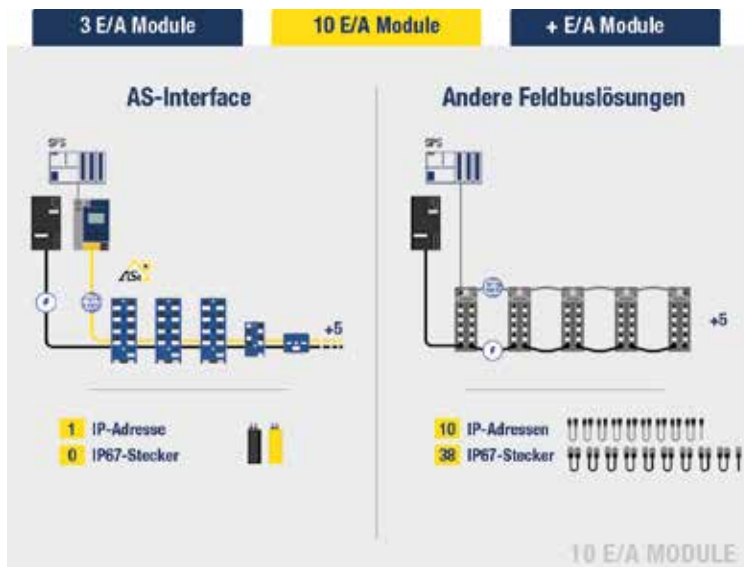 3 E/A Module
10 E/A Module
+ E/A Module
AS-Interface
Andere Feldbuslösungen
SPS
SPS
ASi
+5
+5
1 IP-Adresse
0 IP67-Stecker
10 IP-Adressen
38 IP67-Stecker
10 E/A MODULE